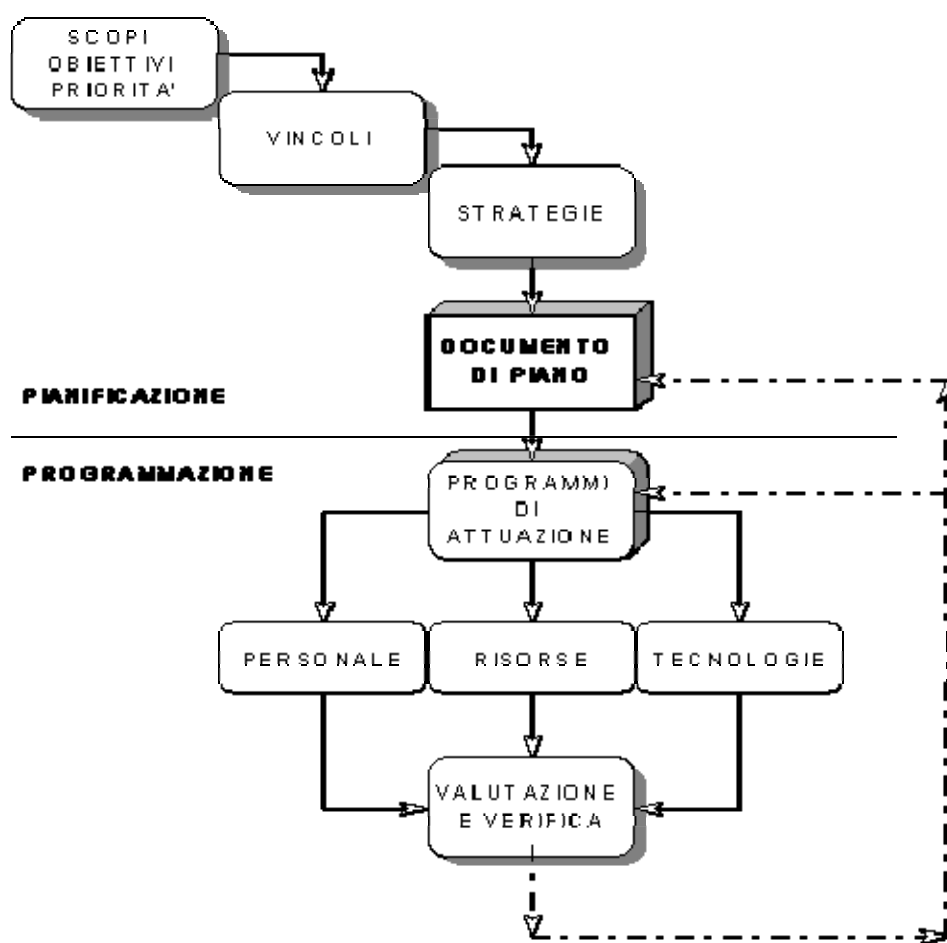 SCOPI
OBIETTIVI
PRIORITA'
VINCOLI
STRATEGIE
DOCUMENTO
DI PIANO
PIANIFICAZIONE
PROGRAMMAZIONE
PROGRAMMI
DI
ATTUAZIONE
PERSONALE
RISORSE
TECNOLOGIE
VALUTAZIONE
E VERIFICA